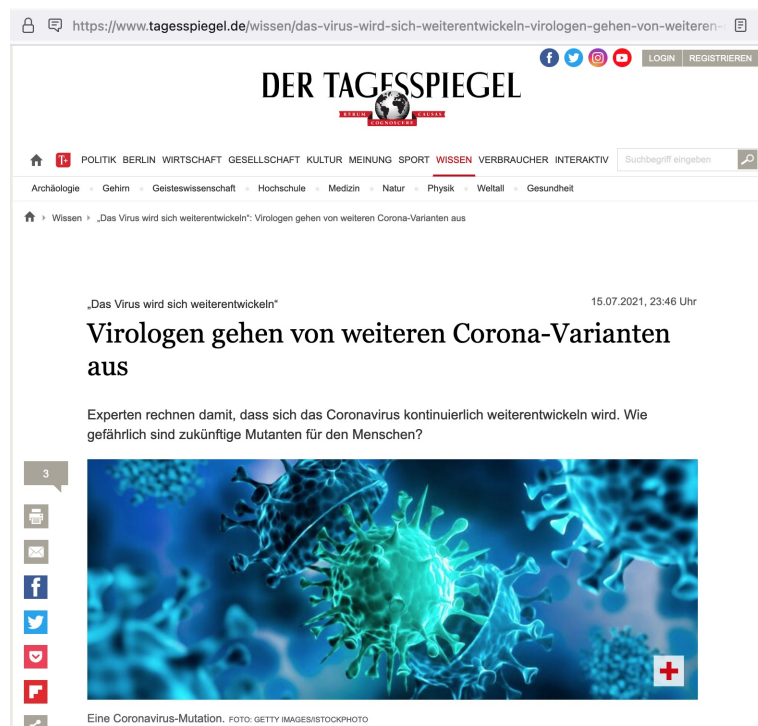 https://www.tagesspiegel.de/wissen/das-virus-wird-sich-weiterentwickeln-virologen-gehen-von-weiteren-
LOGIN REGISTRIEREN
DER TAGESSPIEGEL
RERUM CAUSAS
COGNOSCERE
T+ POLITIK BERLIN WIRTSCHAFT GESELLSCHAFT KULTUR MEINUNG SPORT WISSEN VERBRAUCHER INTERAKTIV Suchbegriff eingeben
Archäologie Gehirn Geisteswissenschaft Hochschule Medizin Natur Physik Weltall Gesundheit
Wissen „Das Virus wird sich weiterentwickeln“: Virologen gehen von weiteren Corona-Varianten aus
„Das Virus wird sich weiterentwickeln“ 15.07.2021, 23:46 Uhr
Virologen gehen von weiteren Corona-Varianten
aus
Experten rechnen damit, dass sich das Coronavirus kontinuierlich weiterentwickeln wird. Wie
gefährlich sind zukünftige Mutanten für den Menschen?
3
Eine Coronavirus-Mutation. FOTO: GETTY IMAGES/ISTOCKPHOTO